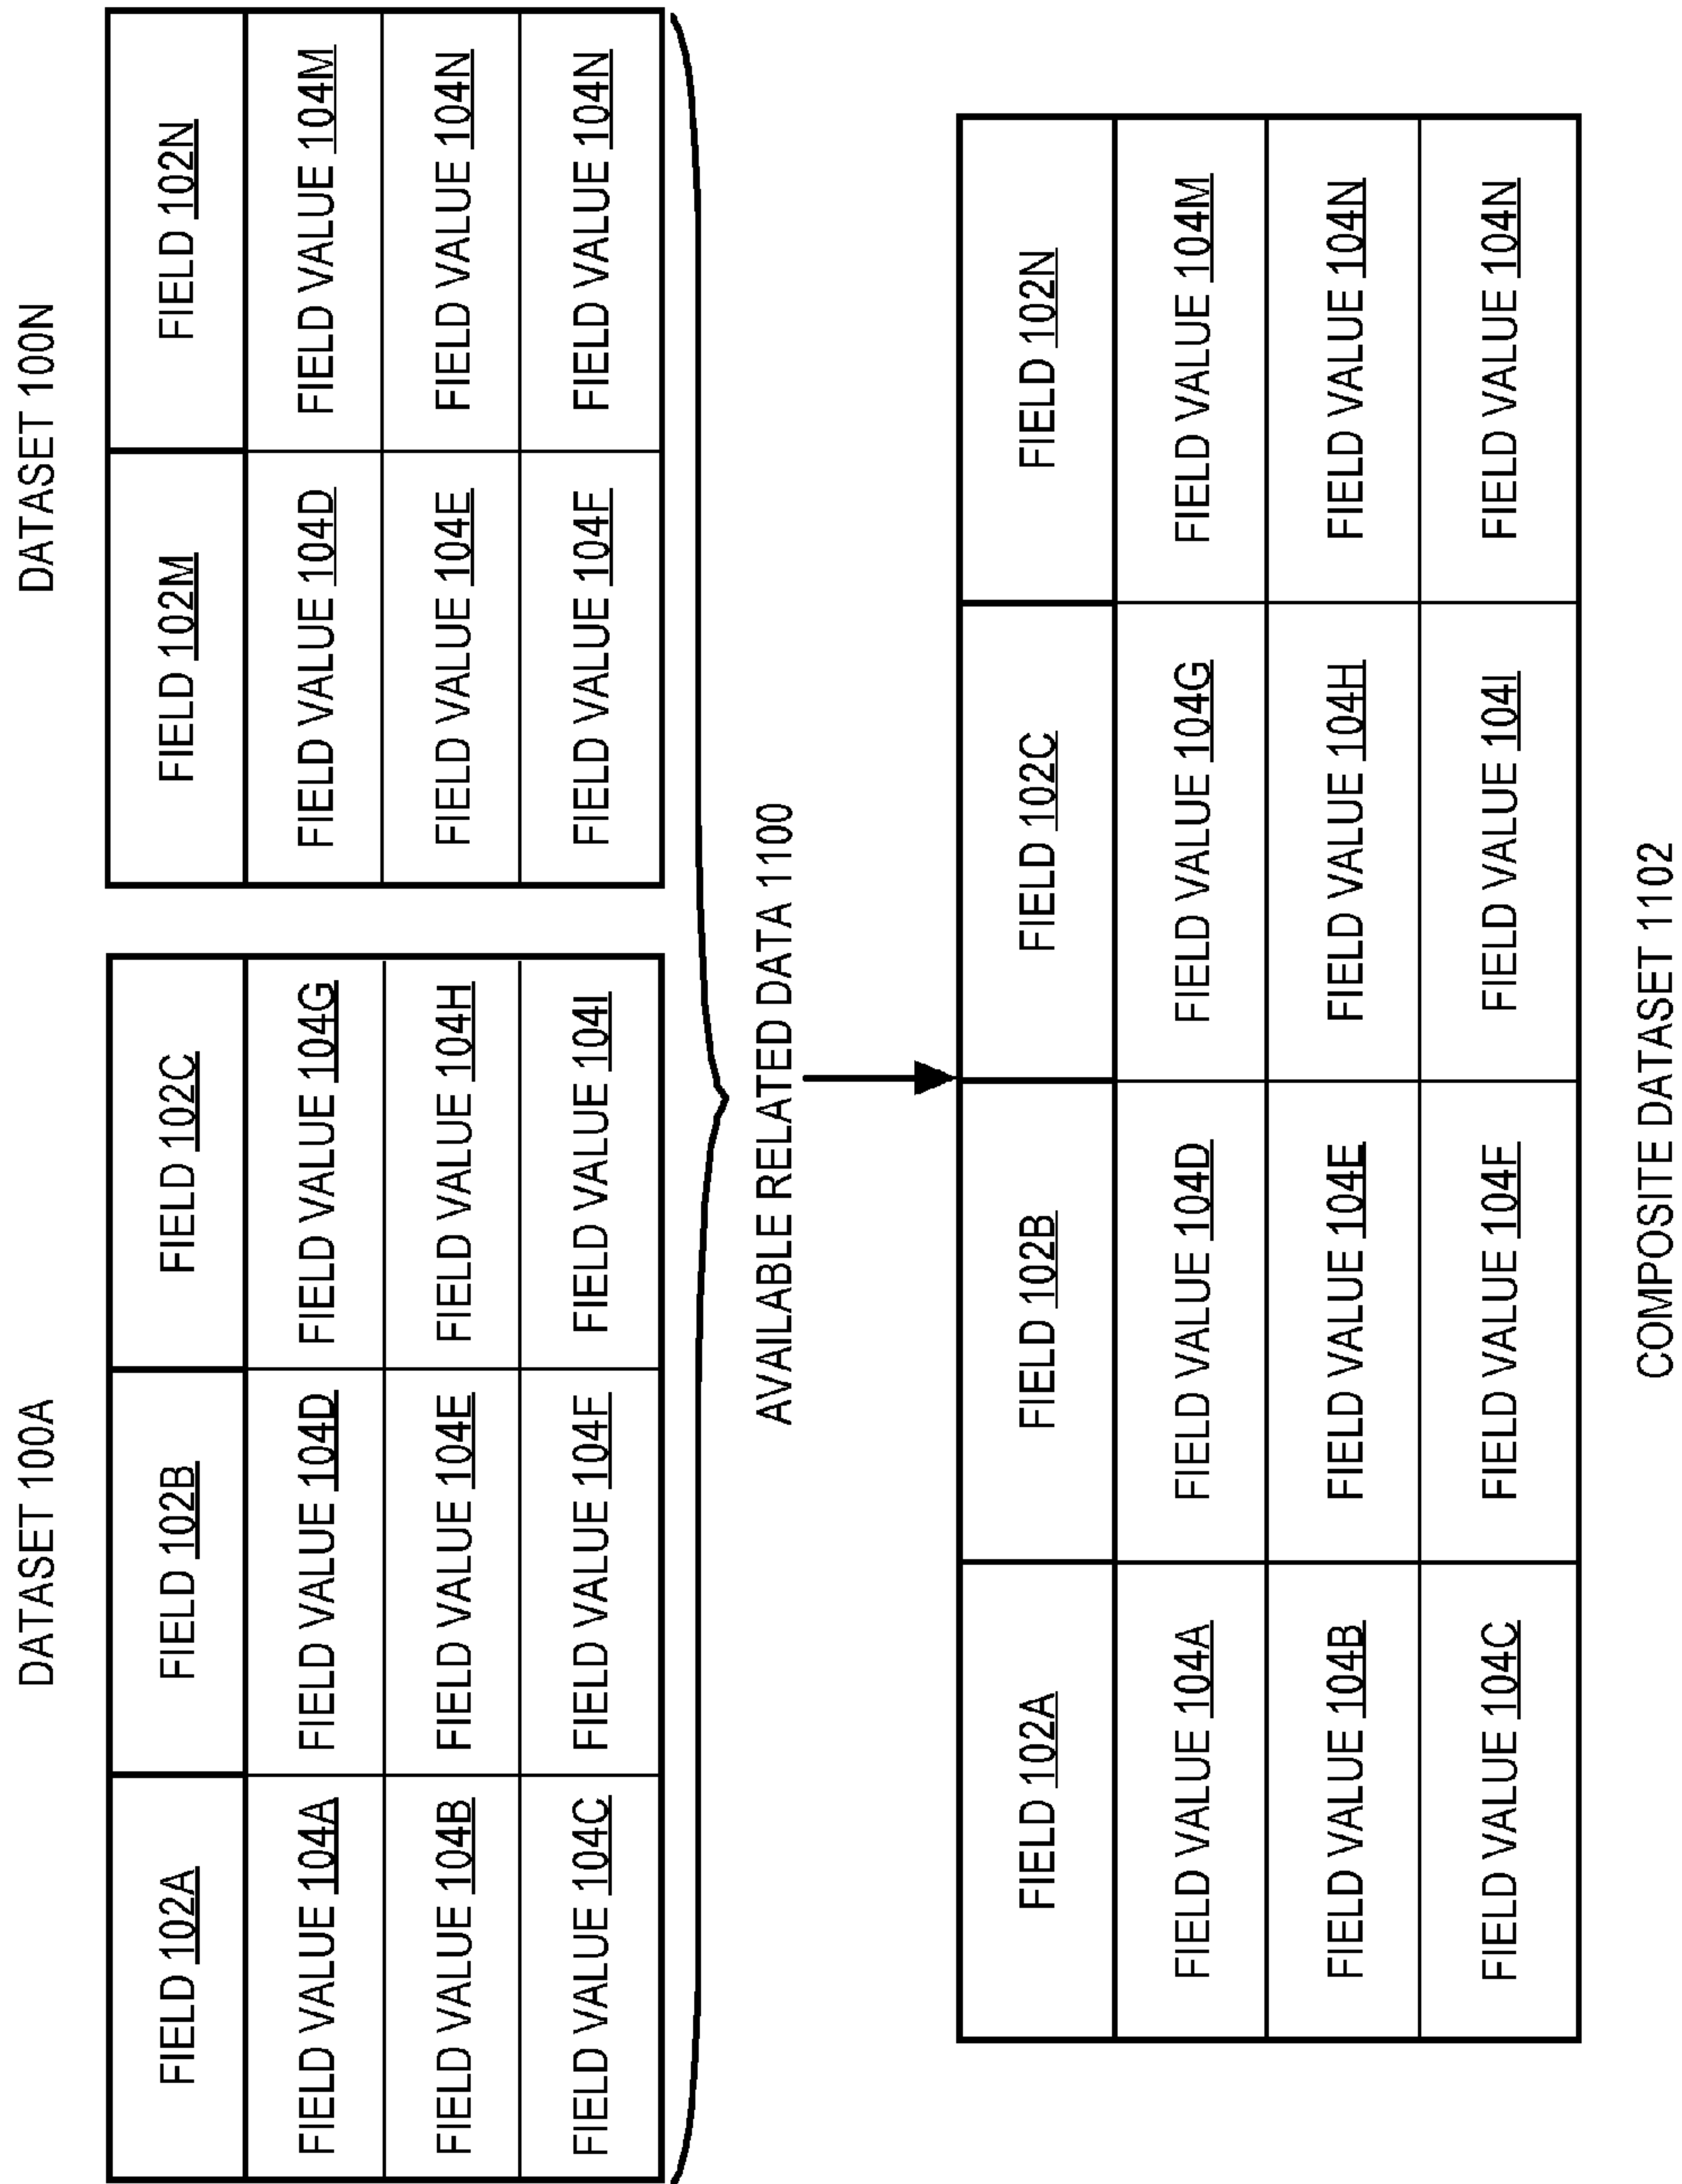 DATASET 100A
DATASET 100N
FIELD 102A
FIELD 102B
FIELD 102C
FIELD VALUE 104A
FIELD VALUE 104D
FIELD VALUE 104G
FIELD VALUE 104B
FIELD VALUE 104E
FIELD VALUE 104H
FIELD VALUE 104C
FIELD VALUE 104F
FIELD VALUE 104I
FIELD 102M
FIELD 102N
FIELD VALUE 104D
FIELD VALUE 104M
FIELD VALUE 104E
FIELD VALUE 104N
FIELD VALUE 104F
FIELD VALUE 104N
AVAILABLE RELATED DATA 1100
FIELD 102A
FIELD 102B
FIELD 102C
FIELD 102N
FIELD VALUE 104A
FIELD VALUE 104D
FIELD VALUE 104G
FIELD VALUE 104M
FIELD VALUE 104B
FIELD VALUE 104E
FIELD VALUE 104H
FIELD VALUE 104N
FIELD VALUE 104C
FIELD VALUE 104F
FIELD VALUE 104I
FIELD VALUE 104N
COMPOSITE DATASET 1102